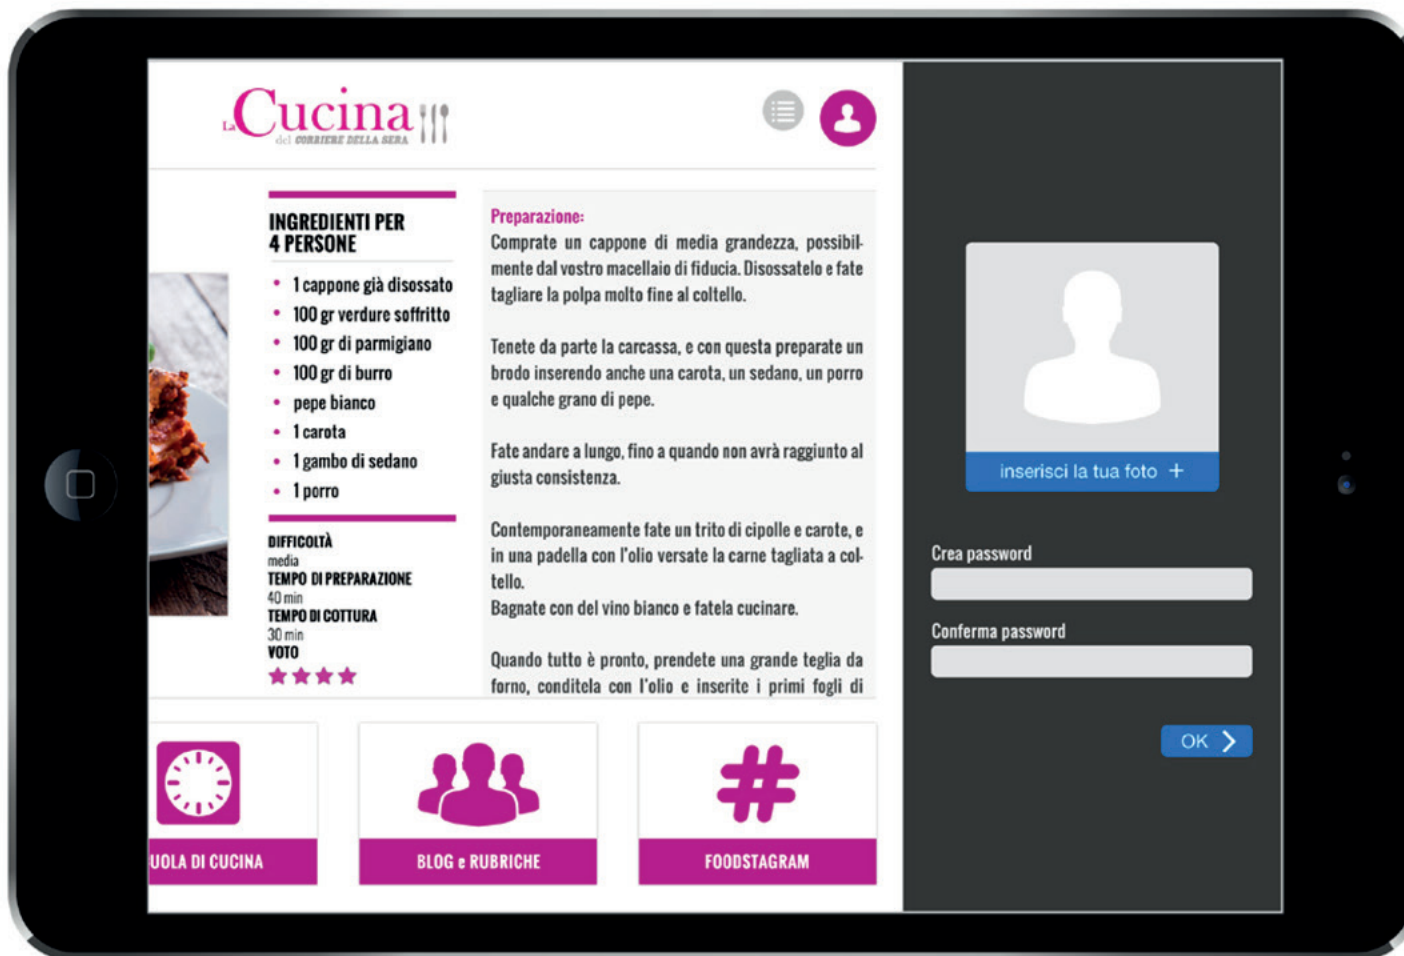 La Cucina
del CORRIERE DELLA SERA
INGREDIENTI PER
4 PERSONE
1 cappone già disossato
100 gr verdure soffritto
100 gr di parmigiano
100 gr di burro
pepe bianco
1 carota
1 gambo di sedano
1 porro
DIFFICOLTÀ
media
TEMPO DI PREPARAZIONE
40 min
TEMPO DI COTTURA
30 min
VOTO
Preparazione:
Comprate un cappone di media grandezza, possibil-
mente dal vostro macellaio di fiducia. Disossatelo e fate
tagliare la polpa molto fine al coltello.
Tenete da parte la carcassa, e con questa preparate un
brodo inserendo anche una carota, un sedano, un porro
e qualche grano di pepe.
Fate andare a lungo, fino a quando non avrà raggiunto al
giusta consistenza.
Contemporaneamente fate un trito di cipolle e carote, e
in una padella con l'olio versate la carne tagliata a col-
tello.
Bagnate con del vino bianco e fatela cucinare.
Quando tutto è pronto, prendete una grande teglia da
forno, conditela con l'olio e inserite i primi fogli di
UOLA DI CUCINA
BLOG e RUBRICHE
# FOODSTAGRAM
inserisci la tua foto +
Crea password
Conferma password
OK